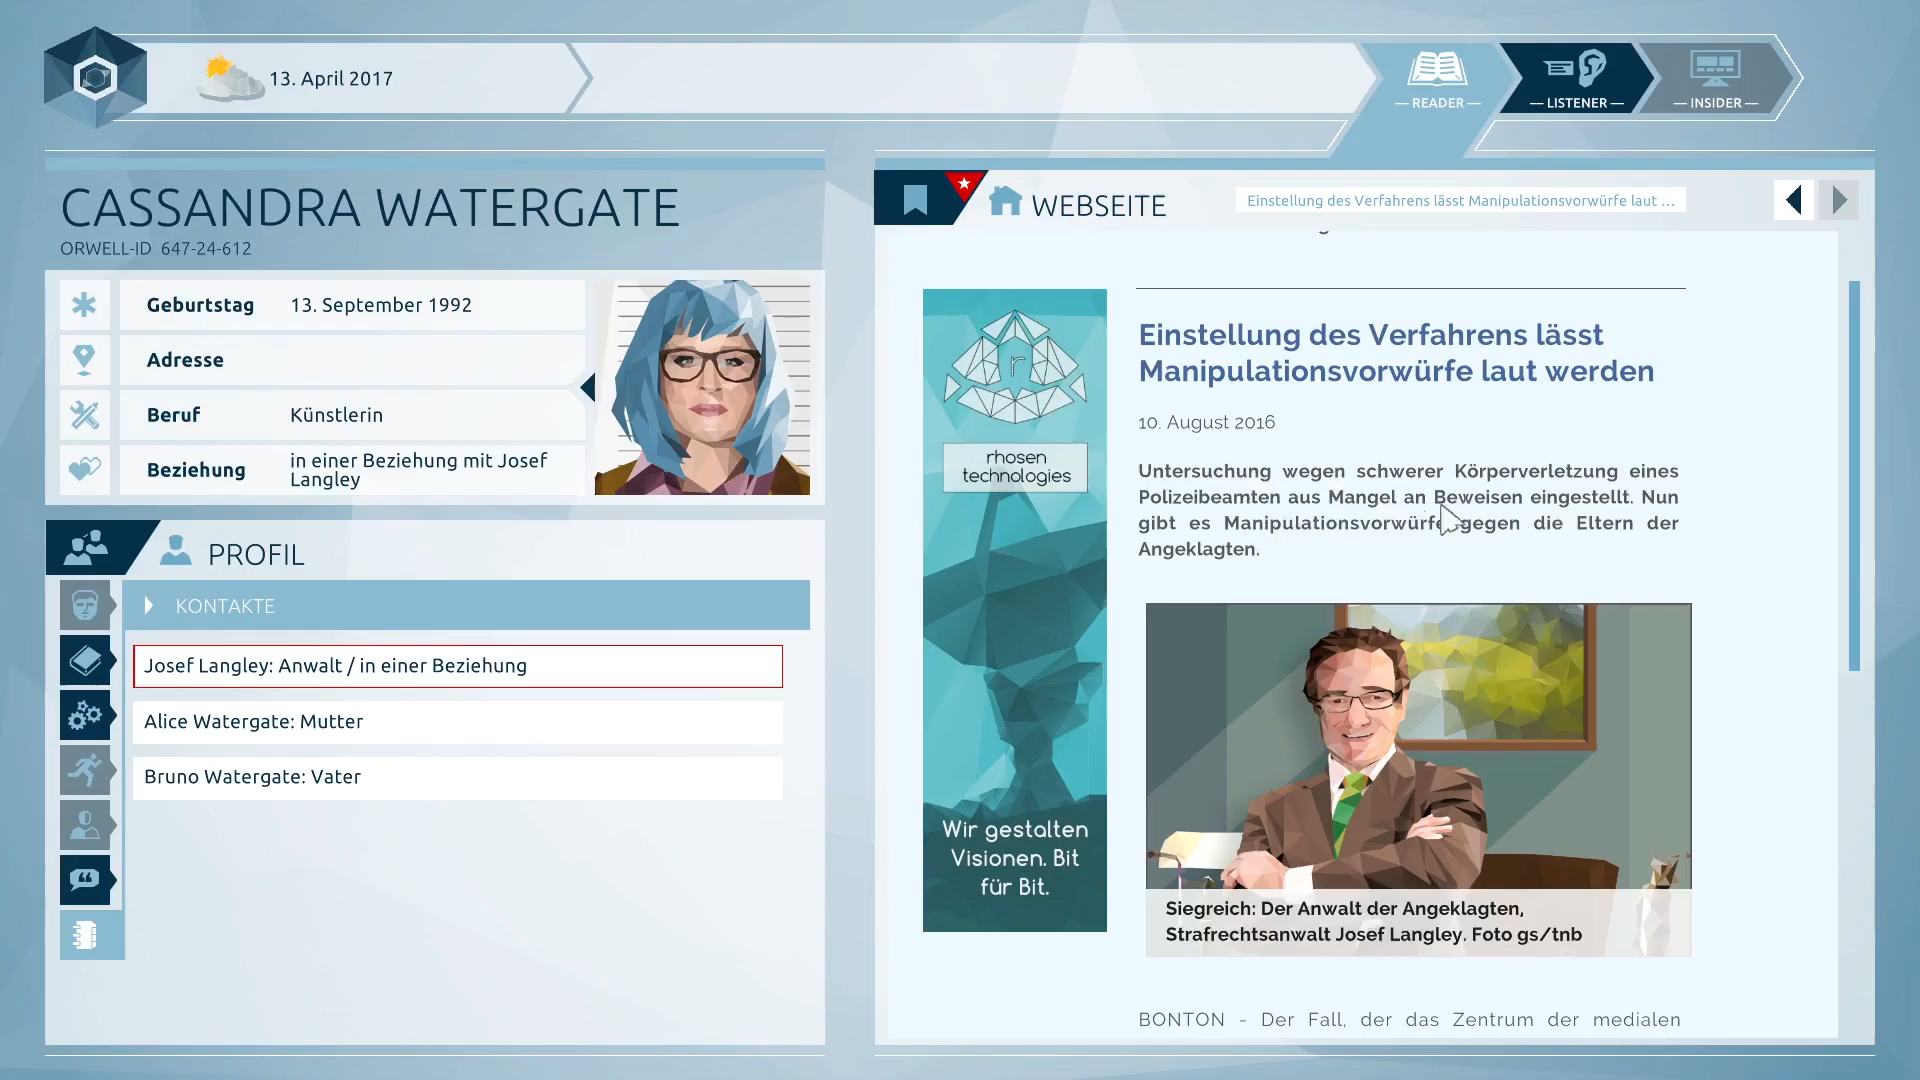 13. April 2017
READER
LISTENER
INSIDER
CASSANDRA WATERGATE
ORWELL-ID 647-24-612
Geburtstag 13. September 1992
Adresse
Beruf Künstlerin
Beziehung in einer Beziehung mit Josef
Langley
PROFIL
KONTAKTE
Josef Langley: Anwalt / in einer Beziehung
Alice Watergate: Mutter
Bruno Watergate: Vater
WEBSEITE
Einstellung des Verfahrens lässt Manipulationsvorwürfe laut ...
r
rhosen
technologies
Wir gestalten
Visionen. Bit
für Bit.
Einstellung des Verfahrens lässt
Manipulationsvorwürfe laut werden
10. August 2016
Untersuchung wegen schwerer Körperverletzung eines
Polizeibeamten aus Mangel an Beweisen eingestellt. Nun
gibt es Manipulationsvorwürfe gegen die Eltern der
Angeklagten.
Siegreich: Der Anwalt der Angeklagten,
Strafrechtsanwalt Josef Langley. Foto gs/tnb
BONTON - Der Fall, der das Zentrum der medialen